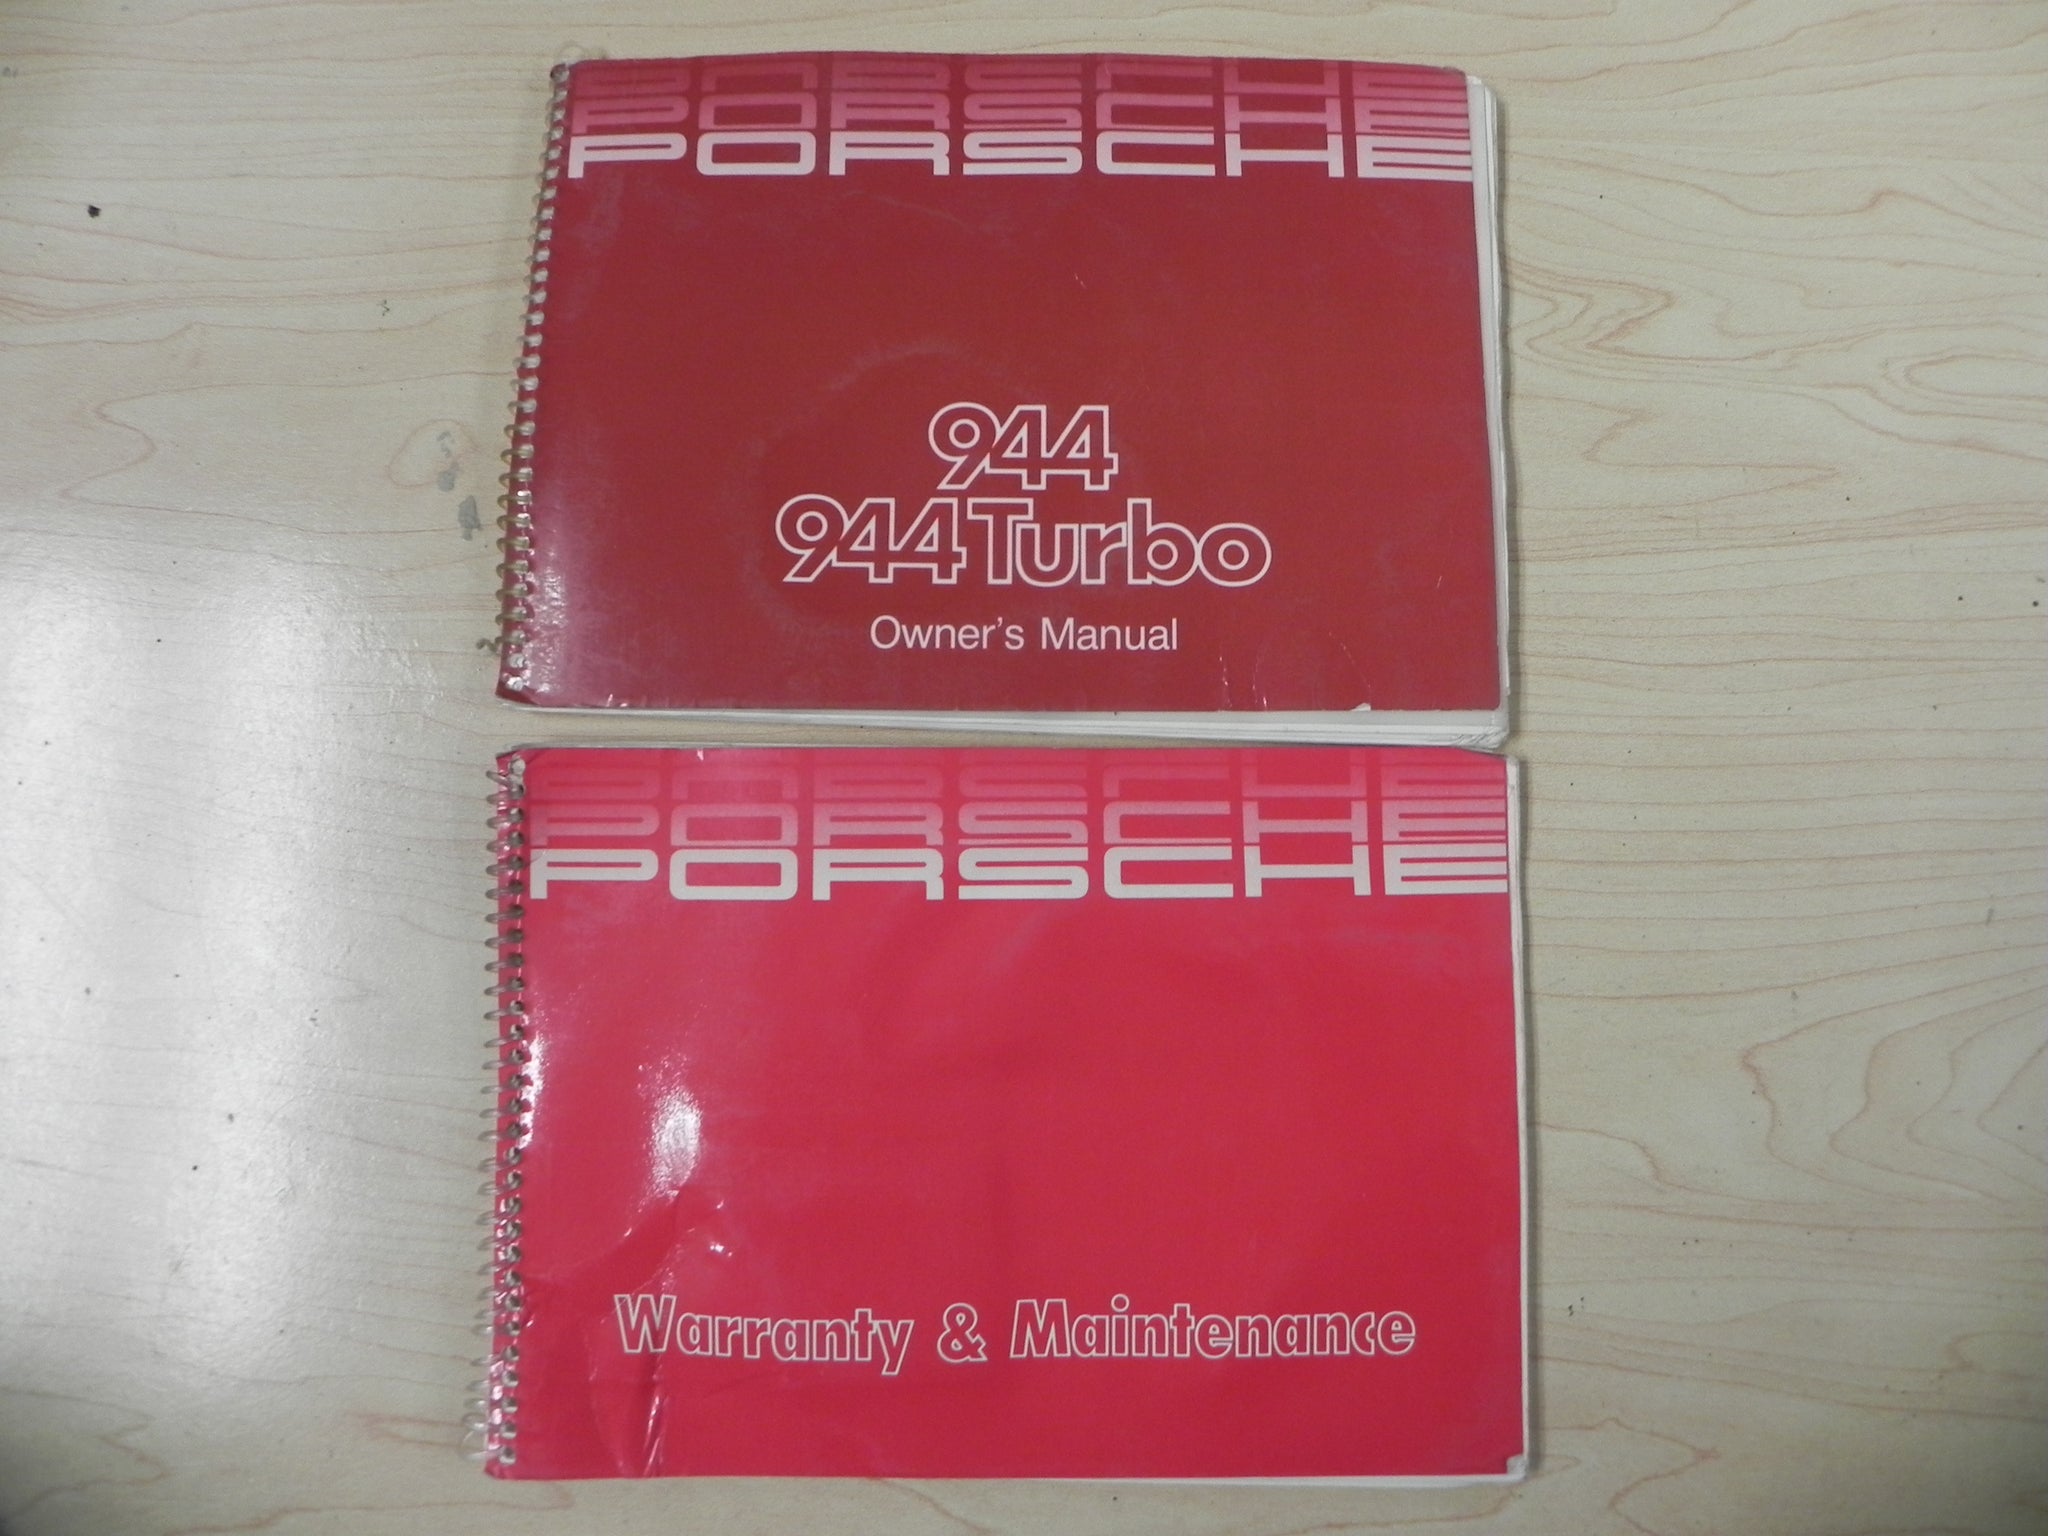 PORSCHE
PORSCHE
PORSCHE
944
944 Turbo
Owner's Manual
PORSCHE
PORSCHE
PORSCHE
Warranty & Maintenance